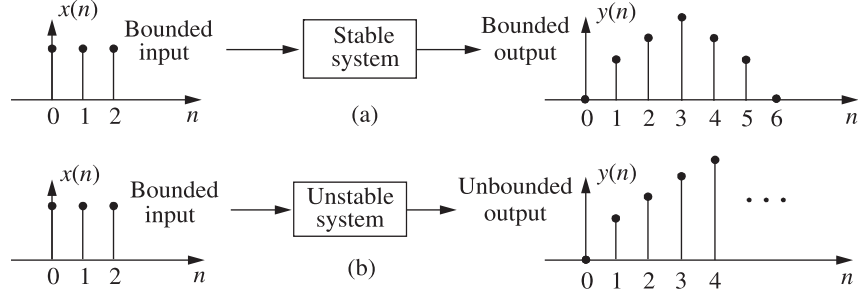 x(n) Bounded input Stable system Bounded output y(n)
0 1 2 n
0 1 2 3 4 5 6 n
(a)
x(n) Bounded input Unstable system Unbounded output y(n)
. . .
0 1 2 n
0 1 2 3 4 n
(b)